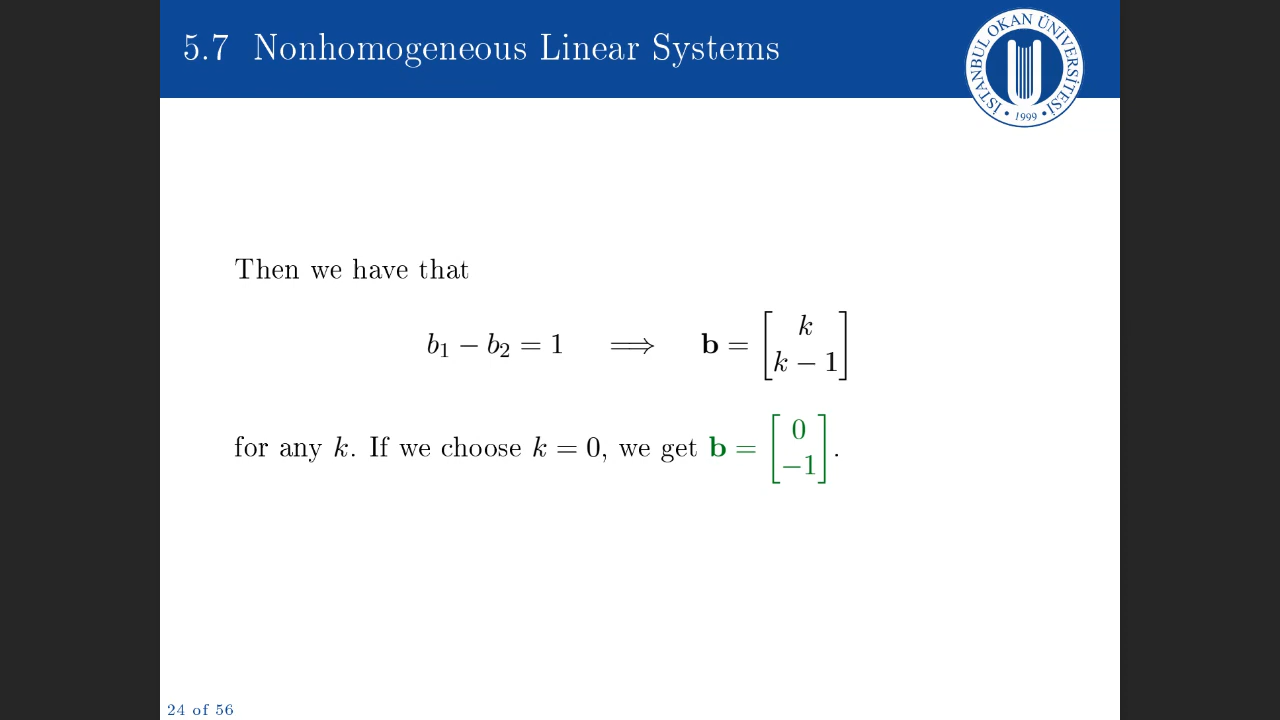 5.7 Nonhomogeneous Linear Systems
İSTANBUL OKAN ÜNİVERSİTESİ
1999
Then we have that
b₁ − b₂ = 1 ⟹ b = [k; k − 1]
for any k. If we choose k = 0, we get b = [0; −1].
24 of 56